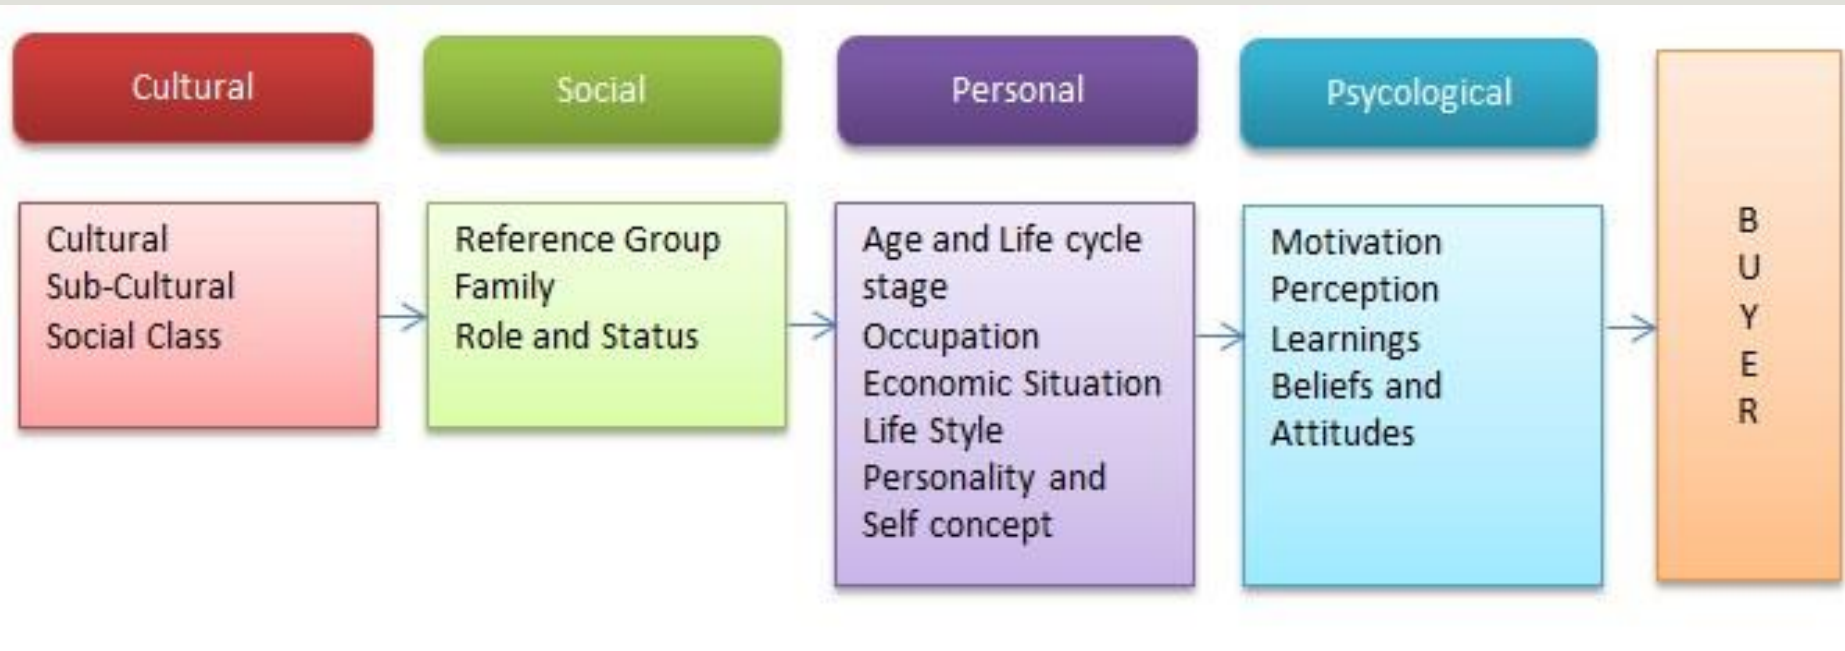 Cultural
Social
Personal
Psycological
Cultural
Sub-Cultural
Social Class
Reference Group
Family
Role and Status
Age and Life cycle
stage
Occupation
Economic Situation
Life Style
Personality and
Self concept
Motivation
Perception
Learnings
Beliefs and
Attitudes
B
U
Y
E
R